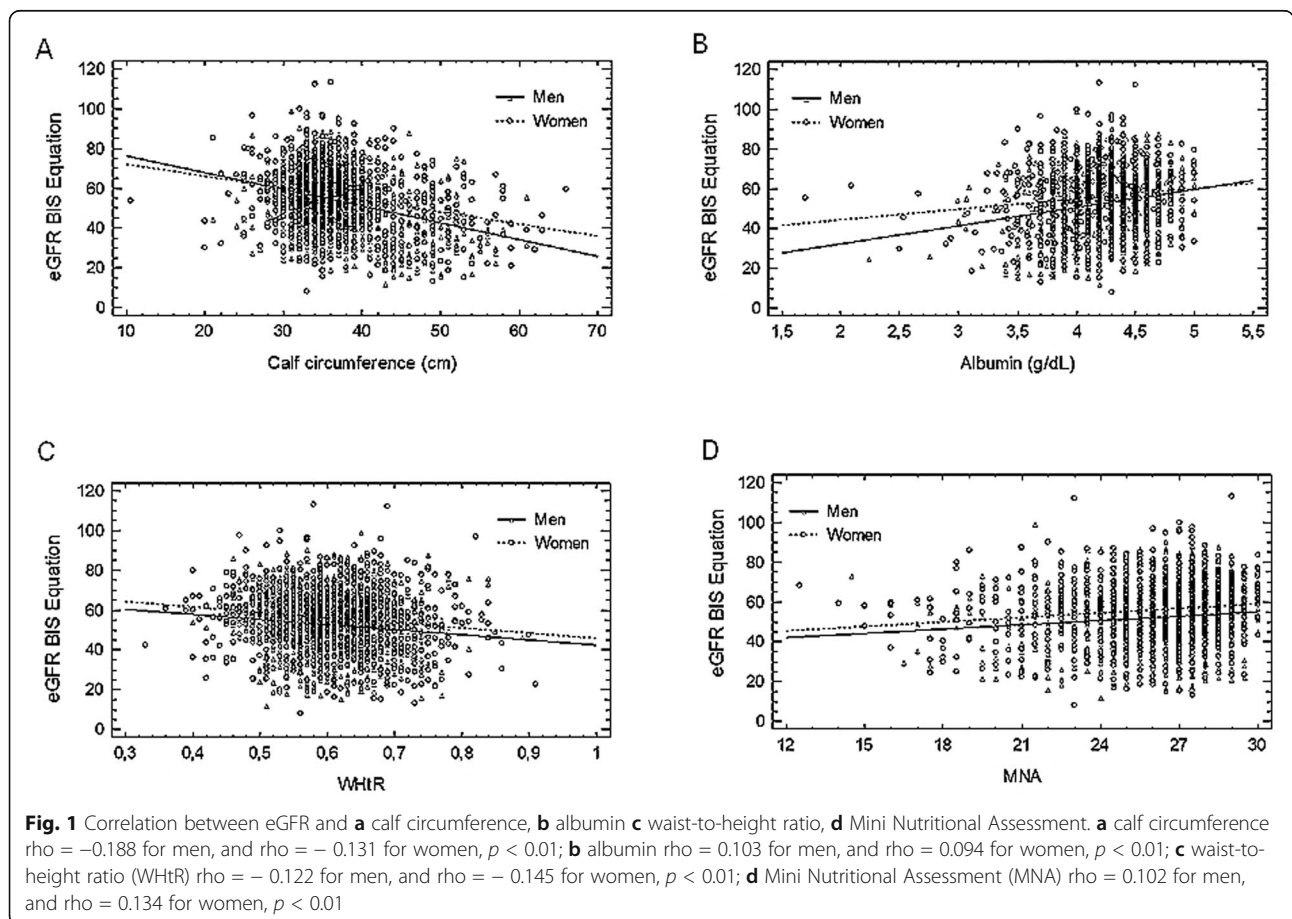 A
120
100
80
60
40
20
0
eGFR BIS Equation
Men
Women
10 20 30 40 50 60 70
Calf circumference (cm)
B
120
100
80
60
40
20
0
eGFR BIS Equation
Men
Women
1,5 2 2,5 3 3,5 4 4,5 5 5,5
Albumin (g/dL)
C
120
100
80
60
40
20
0
eGFR BIS Equation
Men
Women
0,3 0,4 0,5 0,6 0,7 0,8 0,9 1
WHtR
D
120
100
80
60
40
20
0
eGFR BIS Equation
Men
Women
12 15 18 21 24 27 30
MNA
Fig. 1 Correlation between eGFR and a calf circumference, b albumin c waist-to-height ratio, d Mini Nutritional Assessment. a calf circumference
rho = −0.188 for men, and rho = − 0.131 for women, p < 0.01; b albumin rho = 0.103 for men, and rho = 0.094 for women, p < 0.01; c waist-to-
height ratio (WHtR) rho = − 0.122 for men, and rho = − 0.145 for women, p < 0.01; d Mini Nutritional Assessment (MNA) rho = 0.102 for men,
and rho = 0.134 for women, p < 0.01